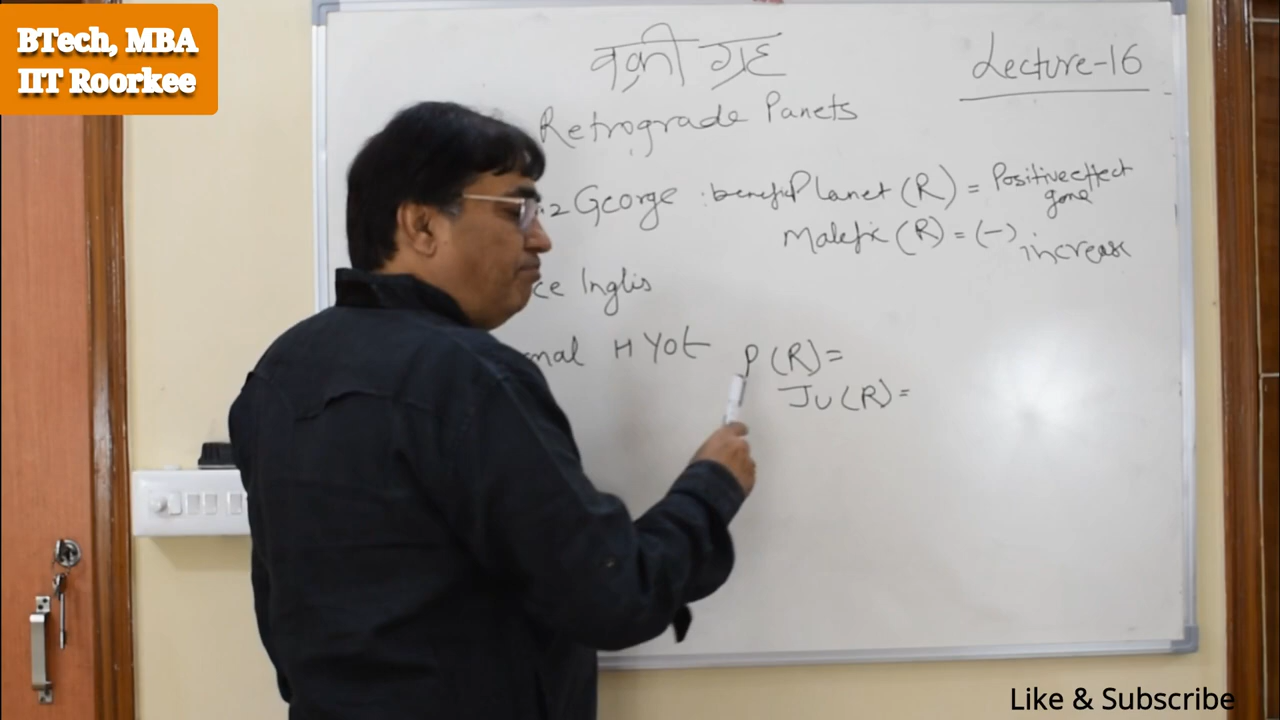 BTech, MBA
IIT Roorkee
वक्री ग्रह
Lecture-16
Retrograde Panets
.2 George : benefic Planet (R) = Positive effect
gone
Malefic (R) = (-)
increase
ce Inglis
nal H Yot P (R) =
Ju (R) =
Like & Subscribe